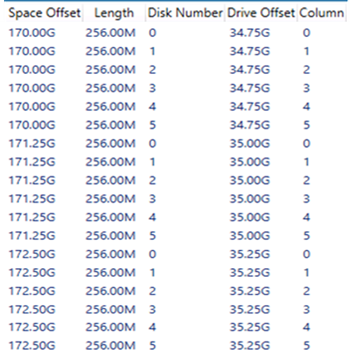 Space Offset Length Disk Number Drive Offset Column
170.00G 256.00M 0 34.75G 0
170.00G 256.00M 1 34.75G 1
170.00G 256.00M 2 34.75G 2
170.00G 256.00M 3 34.75G 3
170.00G 256.00M 4 34.75G 4
170.00G 256.00M 5 34.75G 5
171.25G 256.00M 0 35.00G 0
171.25G 256.00M 1 35.00G 1
171.25G 256.00M 2 35.00G 2
171.25G 256.00M 3 35.00G 3
171.25G 256.00M 4 35.00G 4
171.25G 256.00M 5 35.00G 5
172.50G 256.00M 0 35.25G 0
172.50G 256.00M 1 35.25G 1
172.50G 256.00M 2 35.25G 2
172.50G 256.00M 3 35.25G 3
172.50G 256.00M 4 35.25G 4
172.50G 256.00M 5 35.25G 5